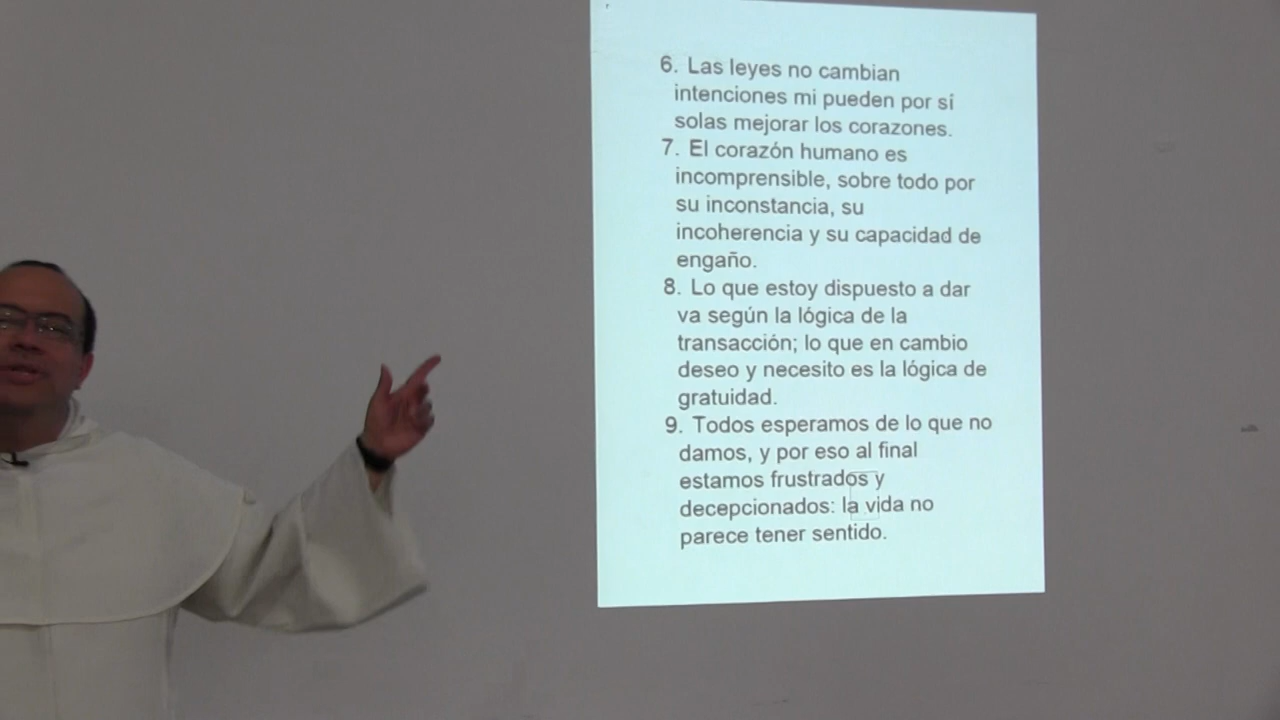 6. Las leyes no cambian
intenciones mi pueden por sí
solas mejorar los corazones.
7. El corazón humano es
incomprensible, sobre todo por
su inconstancia, su
incoherencia y su capacidad de
engaño.
8. Lo que estoy dispuesto a dar
va según la lógica de la
transacción; lo que en cambio
deseo y necesito es la lógica de
gratuidad.
9. Todos esperamos de lo que no
damos, y por eso al final
estamos frustrados y
decepcionados: la vida no
parece tener sentido.